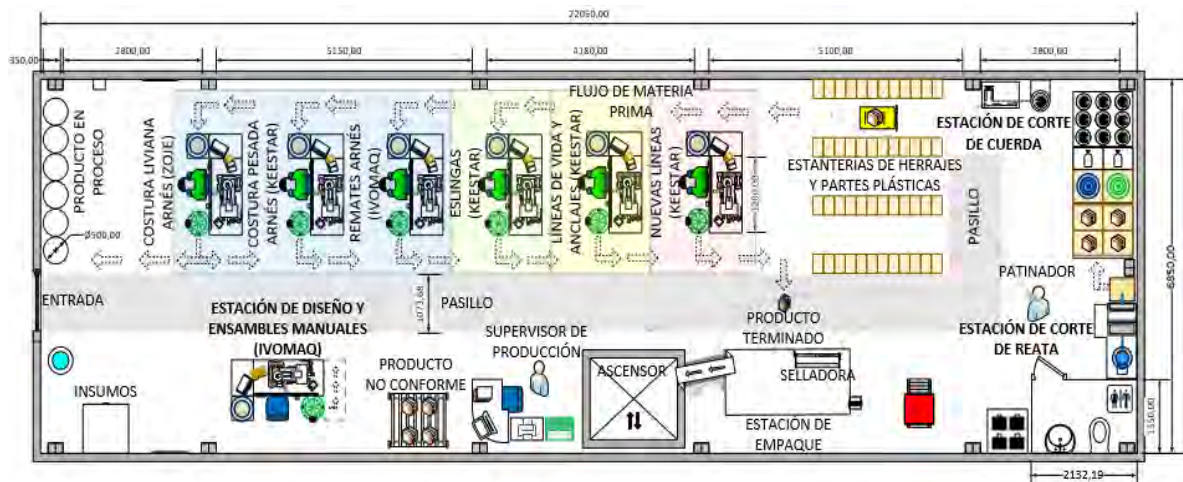 22090,00
350,00
2800,00
5150,00
4180,00
5100,00
2800,00
PRODUCTO EN
PROCESO
Ø500,00
COSTURA LIVIANA
ARNÉS (ZOJE)
COSTURA PESADA
ARNÉS (KEESTAR)
REMATES ARNÉS
(IVOMAQ)
ESLINGAS
(KEESTAR)
FLUJO DE MATERIA
PRIMA
LÍNEAS DE VIDA Y
ANCLAJES (KEESTAR)
NUEVAS LÍNEAS
(KEESTAR)
1200,00
ESTANTERIAS DE HERRAJES
Y PARTES PLÁSTICAS
ESTACIÓN DE CORTE
DE CUERDA
PASILLO
PATINADOR
6850,00
ENTRADA
ESTACIÓN DE DISEÑO Y
ENSAMBLES MANUALES
(IVOMAQ)
1073,68
PASILLO
PRODUCTO
TERMINADO
ESTACIÓN DE CORTE
DE REATA
SUPERVISOR DE
PRODUCCIÓN
PRODUCTO
NO CONFORME
ASCENSOR
SELLADORA
INSUMOS
ESTACIÓN DE
EMPAQUE
1550,00
2132,19